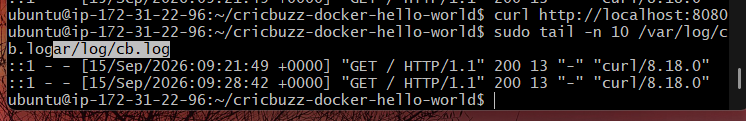 ubuntu@ip-172-31-22-96:~/cricbuzz-docker-hello-world$ curl http://localhost:8080
ubuntu@ip-172-31-22-96:~/cricbuzz-docker-hello-world$ sudo tail -n 10 /var/log/c
b.logar/log/cb.log
::1 - - [15/Sep/2026:09:21:49 +0000] "GET / HTTP/1.1" 200 13 "-" "curl/8.18.0"
::1 - - [15/Sep/2026:09:28:42 +0000] "GET / HTTP/1.1" 200 13 "-" "curl/8.18.0"
ubuntu@ip-172-31-22-96:~/cricbuzz-docker-hello-world$